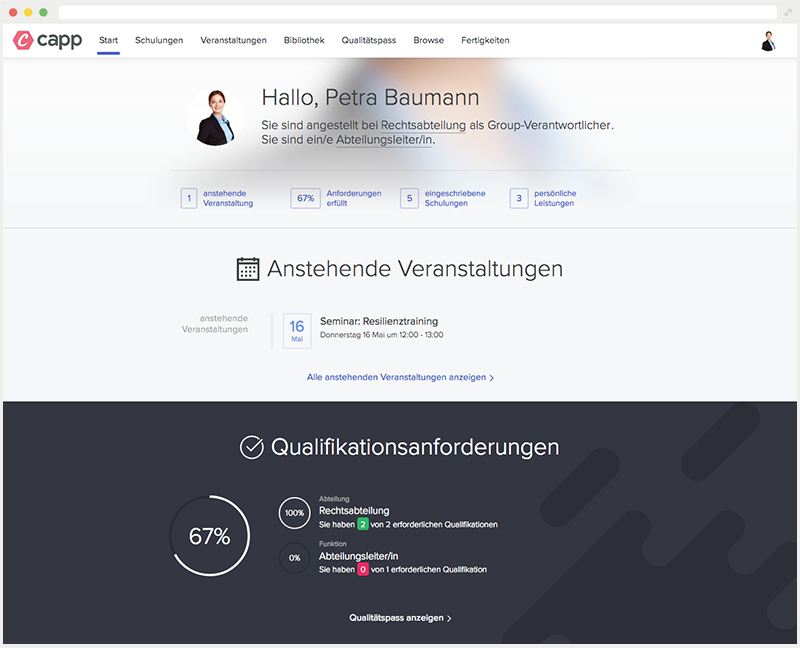 capp
Start Schulungen Veranstaltungen Bibliothek Qualitätspass Browse Fertigkeiten
Hallo, Petra Baumann
Sie sind angestellt bei Rechtsabteilung als Group-Verantwortlicher.
Sie sind ein/e Abteilungsleiter/in.
1 anstehende Veranstaltung
67% Anforderungen erfüllt
5 eingeschriebene Schulungen
3 persönliche Leistungen
Anstehende Veranstaltungen
anstehende
Veranstaltungen
16
Mai
Seminar: Resilienztraining
Donnerstag 16 Mai um 12:00 - 13:00
Alle anstehenden Veranstaltungen anzeigen
Qualifikationsanforderungen
67%
100%
Abteilung
Rechtsabteilung
Sie haben 2 von 2 erforderlichen Qualifikationen
0%
Funktion
Abteilungsleiter/in
Sie haben 0 von 1 erforderlichen Qualifikation
Qualitätspass anzeigen